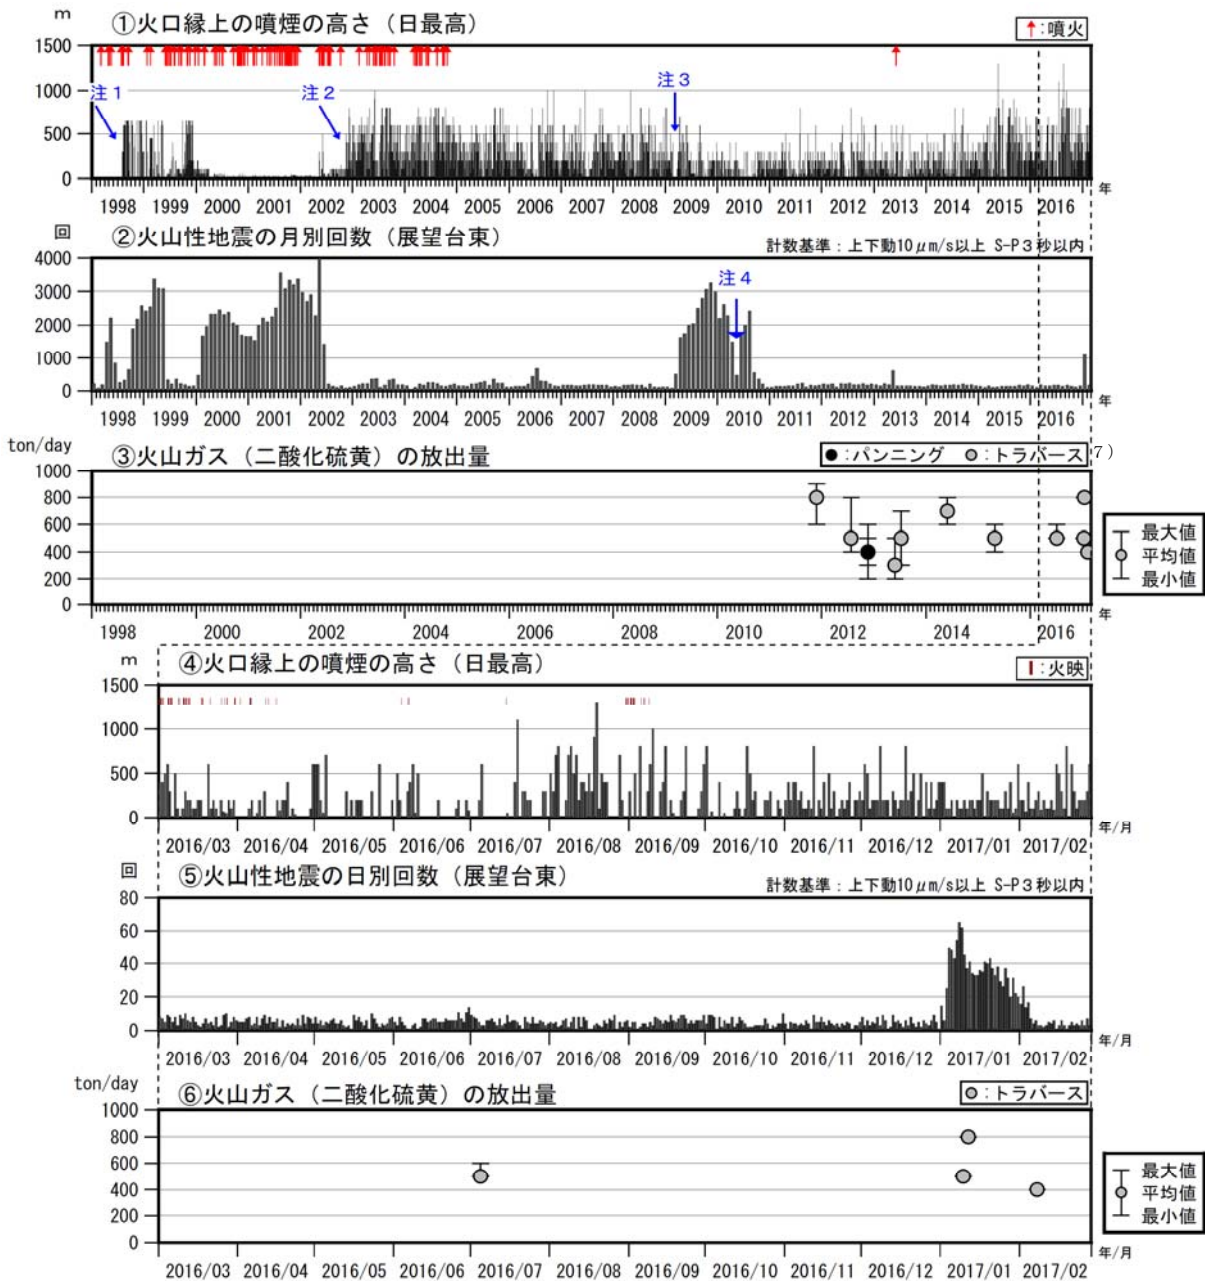 m ①火口縁上の噴煙の高さ（日最高） ↑:噴火
1500
1000
500
0
注１ 注２ 注３
1998 1999 2000 2001 2002 2003 2004 2005 2006 2007 2008 2009 2010 2011 2012 2013 2014 2015 2016 年
回 ②火山性地震の月別回数（展望台東） 計数基準：上下動10μm/s以上 S-P３秒以内
4000
3000
2000
1000
0
注４
1998 1999 2000 2001 2002 2003 2004 2005 2006 2007 2008 2009 2010 2011 2012 2013 2014 2015 2016 年
ton/day ③火山ガス（二酸化硫黄）の放出量 ●:パンニング ○:トラバース 7)
1000
800
600
400
200
0
最大値
平均値
最小値
1998 2000 2002 2004 2006 2008 2010 2012 2014 2016 年
m ④火口縁上の噴煙の高さ（日最高） |:火映
1500
1000
500
0
2016/03 2016/04 2016/05 2016/06 2016/07 2016/08 2016/09 2016/10 2016/11 2016/12 2017/01 2017/02 年/月
回 ⑤火山性地震の日別回数（展望台東） 計数基準：上下動10μm/s以上 S-P３秒以内
80
60
40
20
0
2016/03 2016/04 2016/05 2016/06 2016/07 2016/08 2016/09 2016/10 2016/11 2016/12 2017/01 2017/02 年/月
ton/day ⑥火山ガス（二酸化硫黄）の放出量 ○:トラバース
1000
800
600
400
200
0
最大値
平均値
最小値
2016/03 2016/04 2016/05 2016/06 2016/07 2016/08 2016/09 2016/10 2016/11 2016/12 2017/01 2017/02 年/月